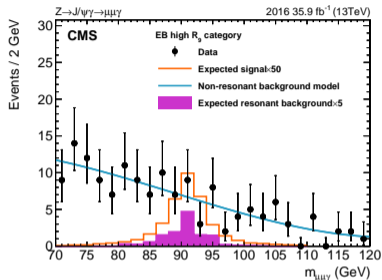 Z→J/ψγ→μμγ 2016 35.9 fb⁻¹ (13TeV)
CMS
EB high R₉ category
Data
Expected signal×50
Non-resonant background model
Expected resonant background×5
Events / 2 GeV
30
25
20
15
10
5
0
70 75 80 85 90 95 100 105 110 115 120
m_μμγ (GeV)